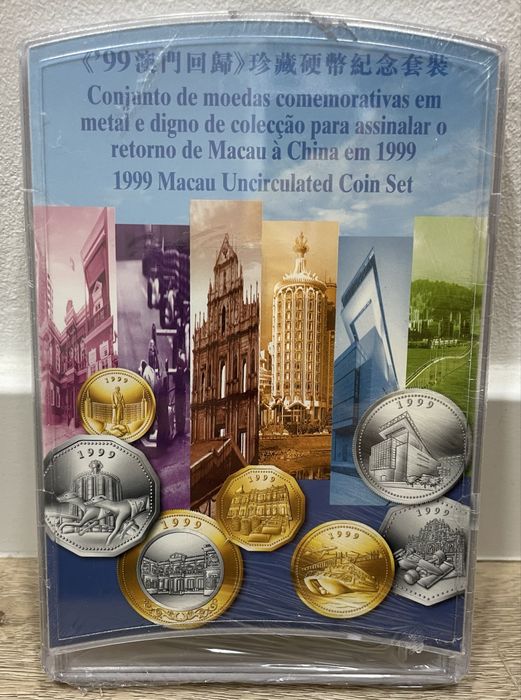 《’99澳門回歸》珍藏硬幣紀念套裝
Conjunto de moedas comemorativas em
metal e digno de colecção para assinalar o
retorno de Macau à China em 1999
1999 Macau Uncirculated Coin Set
1999
1999
1999
1999
1999
1999
1999